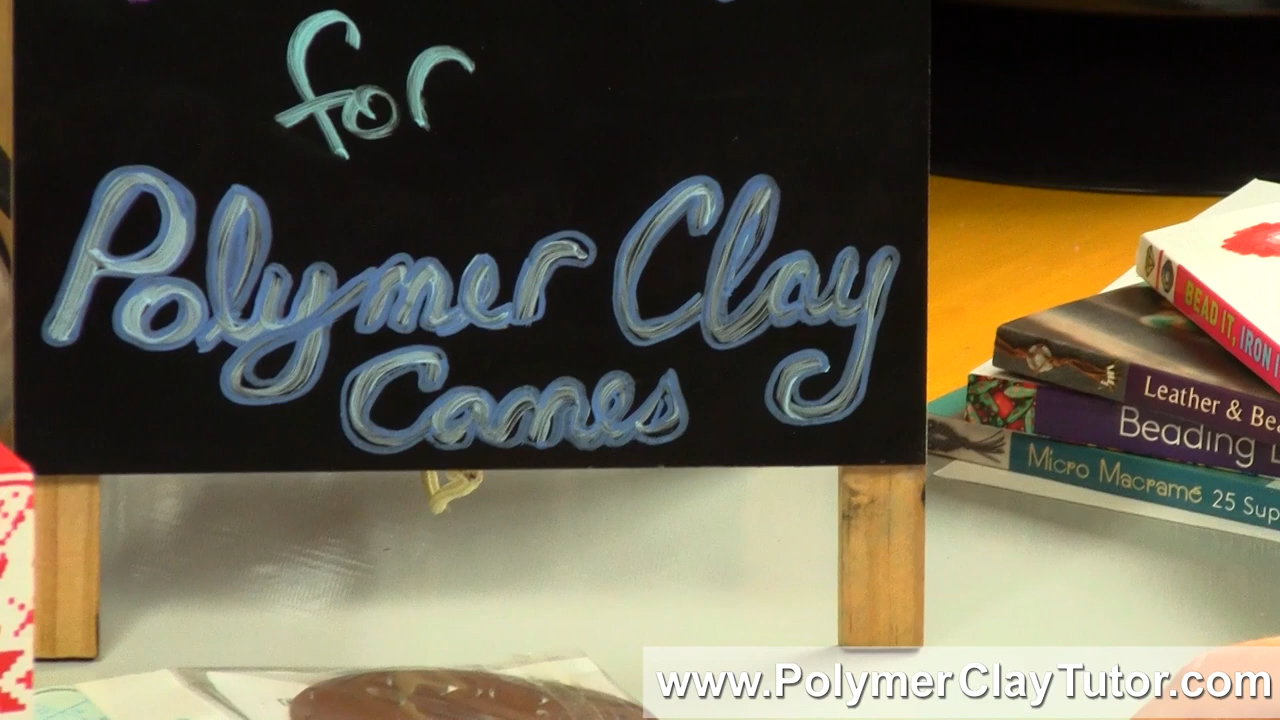 for
Polymer Clay
Canes
BEAD IT, IRON
Leather & Bea
Beading
Micro Macramé 25 Sup
www.PolymerClayTutor.com